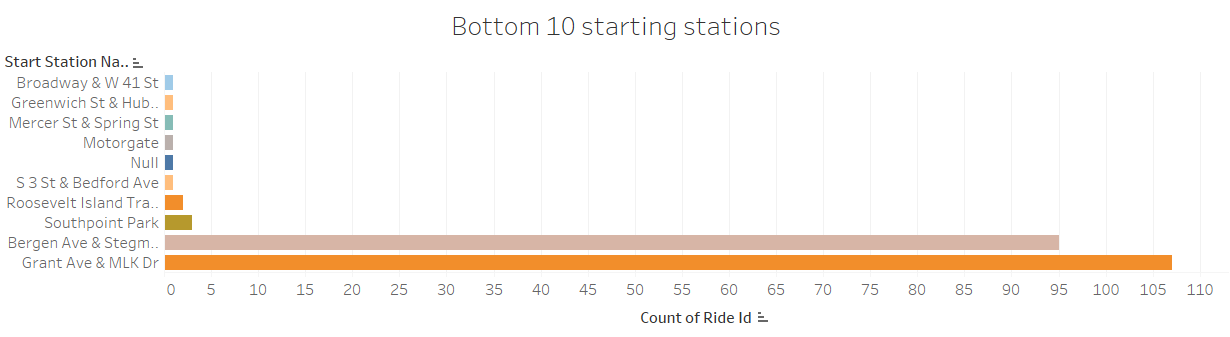 Bottom 10 starting stations
Start Station Na..
Broadway & W 41 St
Greenwich St & Hub..
Mercer St & Spring St
Motorgate
Null
S 3 St & Bedford Ave
Roosevelt Island Tra..
Southpoint Park
Bergen Ave & Stegm..
Grant Ave & MLK Dr
0 5 10 15 20 25 30 35 40 45 50 55 60 65 70 75 80 85 90 95 100 105 110
Count of Ride Id